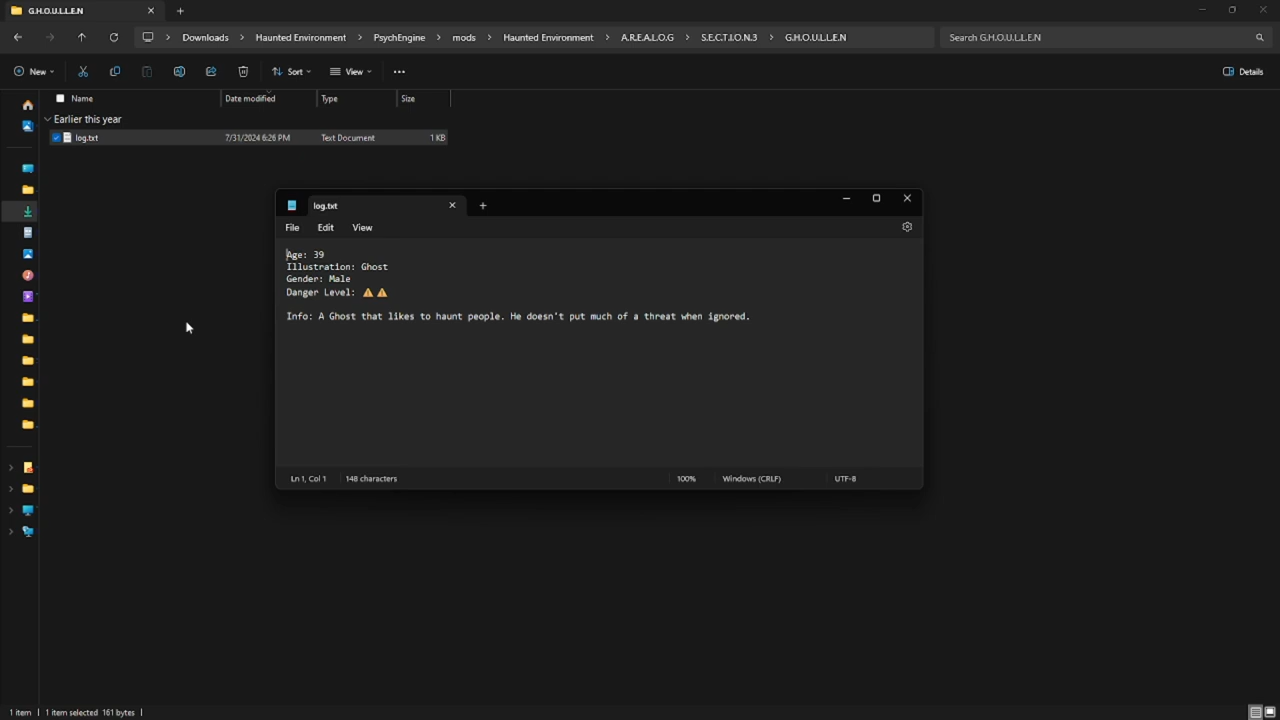 G.H.O.U.L.L.E.N
Downloads > Haunted Environment > PsychEngine > mods > Haunted Environment > A.R.E.A.L.O.G > S.E.C.T.I.O.N.3 > G.H.O.U.L.L.E.N
Search G.H.O.U.L.L.E.N
New
Sort
View
Details
Name Date modified Type Size
Earlier this year
log.txt 7/31/2024 6:26 PM Text Document 1 KB
log.txt
File Edit View
Age: 39
Illustration: Ghost
Gender: Male
Danger Level: ⚠⚠
Info: A Ghost that likes to haunt people. He doesn't put much of a threat when ignored.
Ln 1, Col 1 148 characters 100% Windows (CRLF) UTF-8
1 item 1 item selected 161 bytes